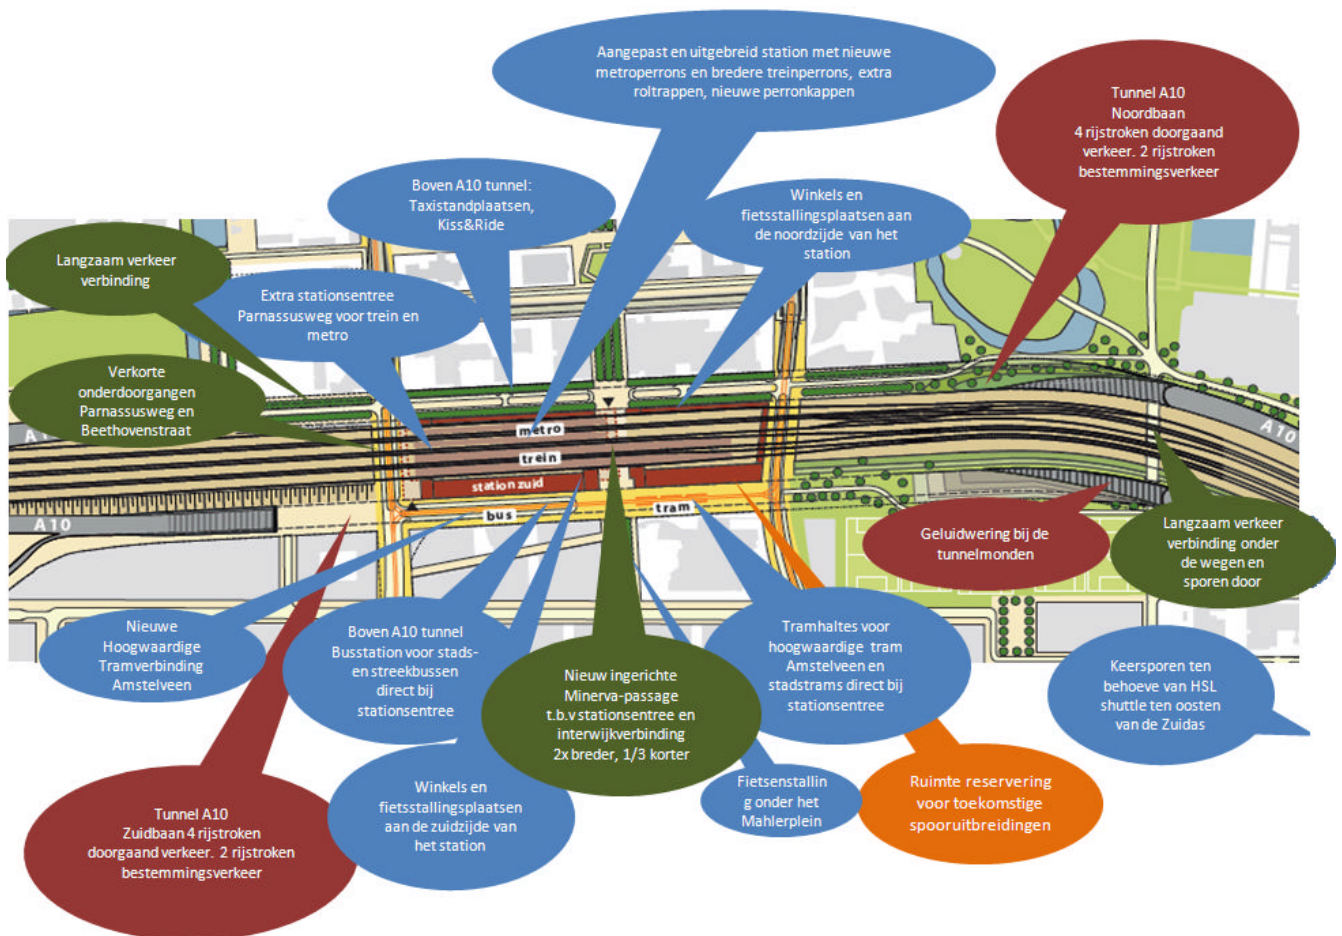 Aangepast en uitgebreid station met nieuwe
metroperrons en bredere treinperrons, extra
roltrappen, nieuwe perronkappen
Tunnel A10
Noordbaan
4 rijstroken doorgaand
verkeer. 2 rijstroken
bestemmingsverkeer
Boven A10 tunnel:
Taxistandplaatsen,
Kiss&Ride
Winkels en
fietsstallingsplaatsen aan
de noordzijde van het
station
Langzaam verkeer
verbinding
Extra stationsentree
Parnassusweg voor trein en
metro
Verkorte
onderdoorgangen
Parnassusweg en
Beethovenstraat
A10
metro
trein
station zuid
bus
tram
A10
A10
Geluidwering bij de
tunnelmonden
Langzaam verkeer
verbinding onder
de wegen en
sporen door
Nieuwe
Hoogwaardige
Tramverbinding
Amstelveen
Boven A10 tunnel
Busstation voor stads-
en streekbussen
direct bij
stationsentree
Nieuw ingerichte
Minerva-passage
t.b.v stationsentree en
interwijkverbinding
2x breder, 1/3 korter
Tramhaltes voor
hoogwaardige tram
Amstelveen en
stadstrams direct bij
stationsentree
Keersporen ten
behoeve van HSL
shuttle ten oosten
van de Zuidas
Tunnel A10
Zuidbaan 4 rijstroken
doorgaand verkeer. 2 rijstroken
bestemmingsverkeer
Winkels en
fietsstallingsplaatsen
aan de zuidzijde van
het station
Fietsenstallin
g onder het
Mahlerplein
Ruimte reservering
voor toekomstige
spooruitbreidingen